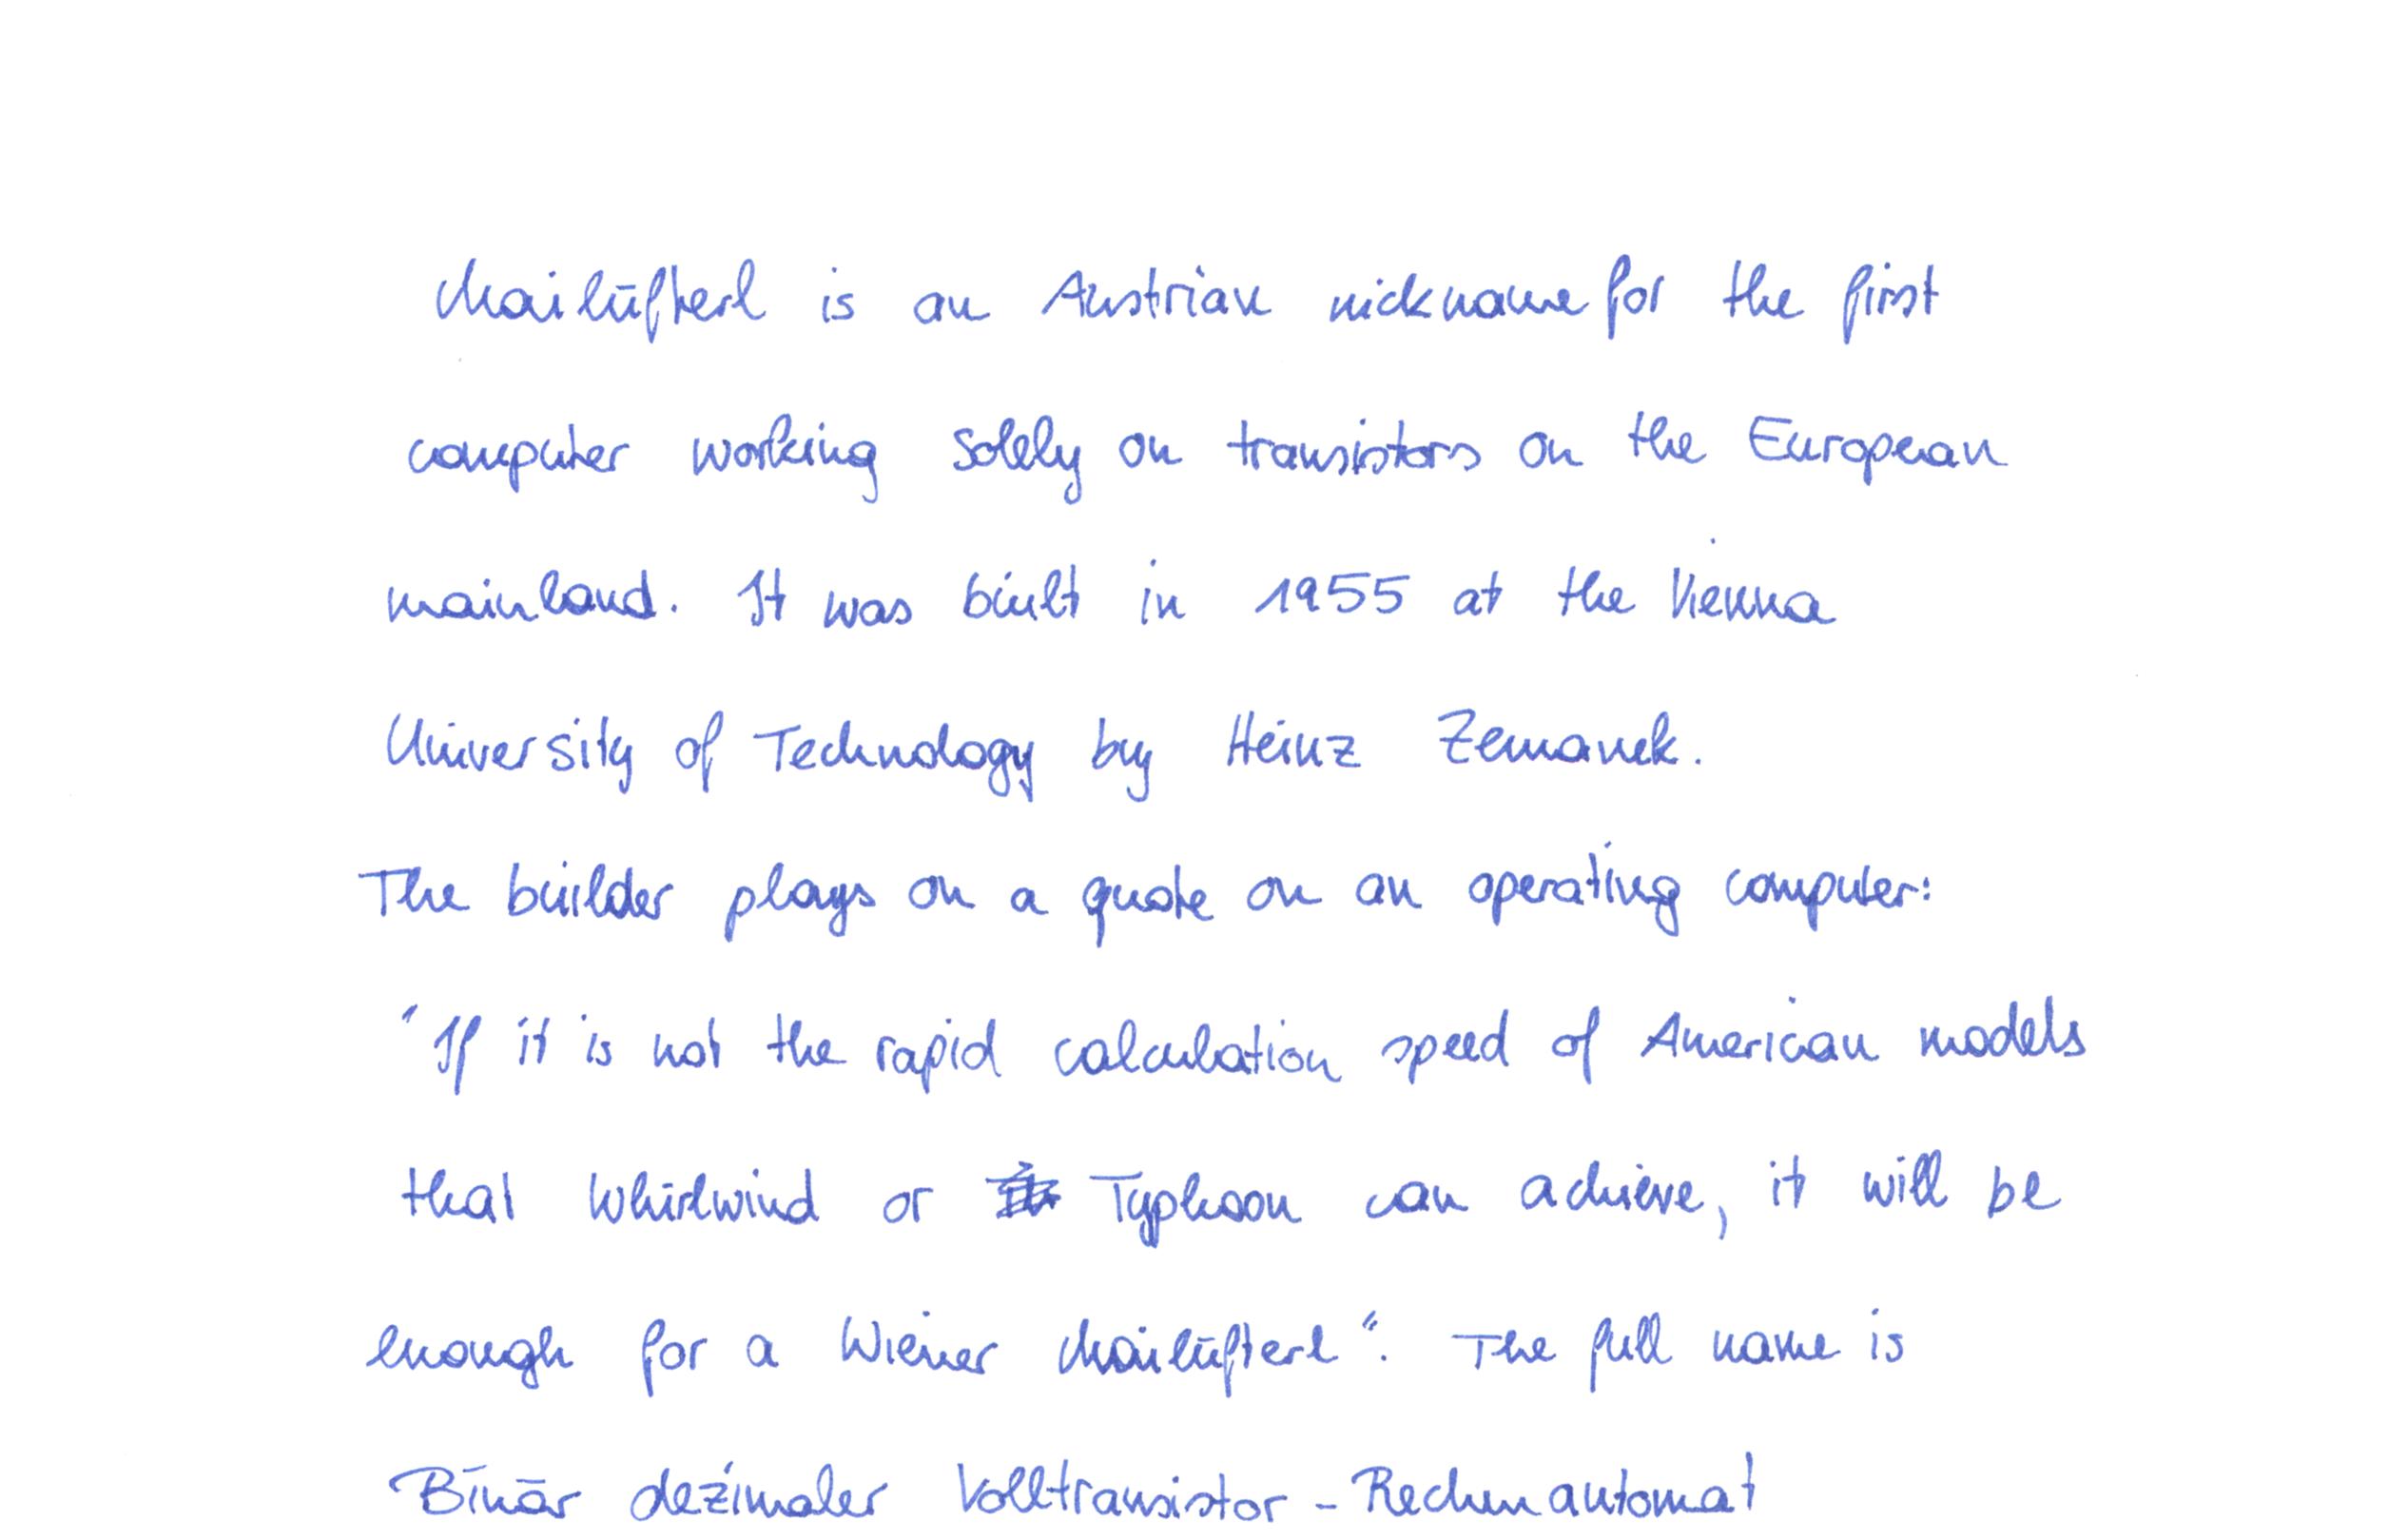 Mailüfterl is an Austrian nickname for the first
computer working solely on transistors on the European
mainland. It was built in 1955 at the Vienna
University of Technology by Heinz Zemanek.
The builder plays on a quote on an operating computer:
"If it is not the rapid calculation speed of American models
that Whirlwind or Typhoon can achieve, it will be
enough for a Wiener Mailüfterl". The full name is
Binär dezimaler Volltransistor - Rechenautomat